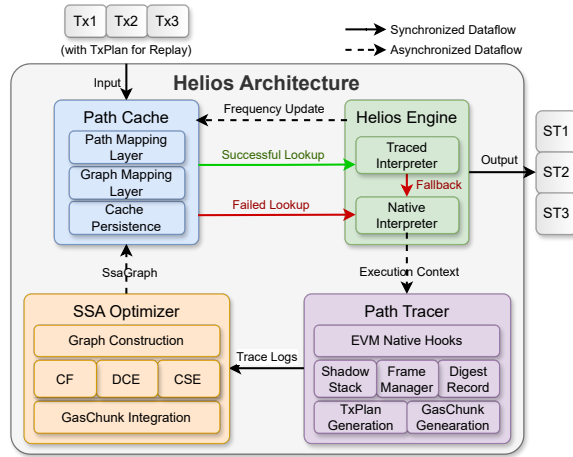 Tx1 Tx2 Tx3
(with TxPlan for Replay)
Synchronized Dataflow
Asynchronized Dataflow
Input
Helios Architecture
Path Cache
Path Mapping
Layer
Graph Mapping
Layer
Cache
Persistence
Frequency Update
Successful Lookup
Failed Lookup
Helios Engine
Traced
Interpreter
Fallback
Native
Interpreter
Output
ST1
ST2
ST3
SsaGraph
Execution Context
SSA Optimizer
Graph Construction
CF DCE CSE
GasChunk Integration
Trace Logs
Path Tracer
EVM Native Hooks
Shadow
Stack
Frame
Manager
Digest
Record
TxPlan
Generation
GasChunk
Genearation